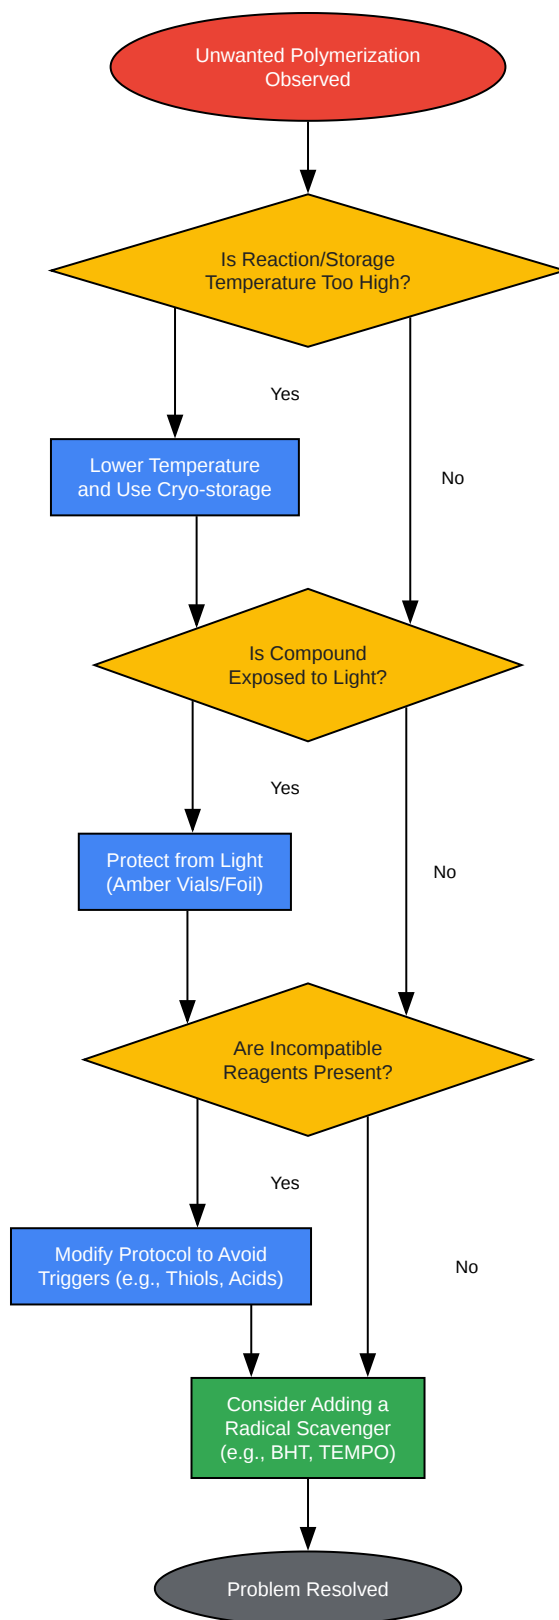 Unwanted Polymerization
Observed
Is Reaction/Storage
Temperature Too High?
Yes
Lower Temperature
and Use Cryo-storage
No
Is Compound
Exposed to Light?
Yes
Protect from Light
(Amber Vials/Foil)
No
Are Incompatible
Reagents Present?
Yes
Modify Protocol to Avoid
Triggers (e.g., Thiols, Acids)
No
Consider Adding a
Radical Scavenger
(e.g., BHT, TEMPO)
Problem Resolved